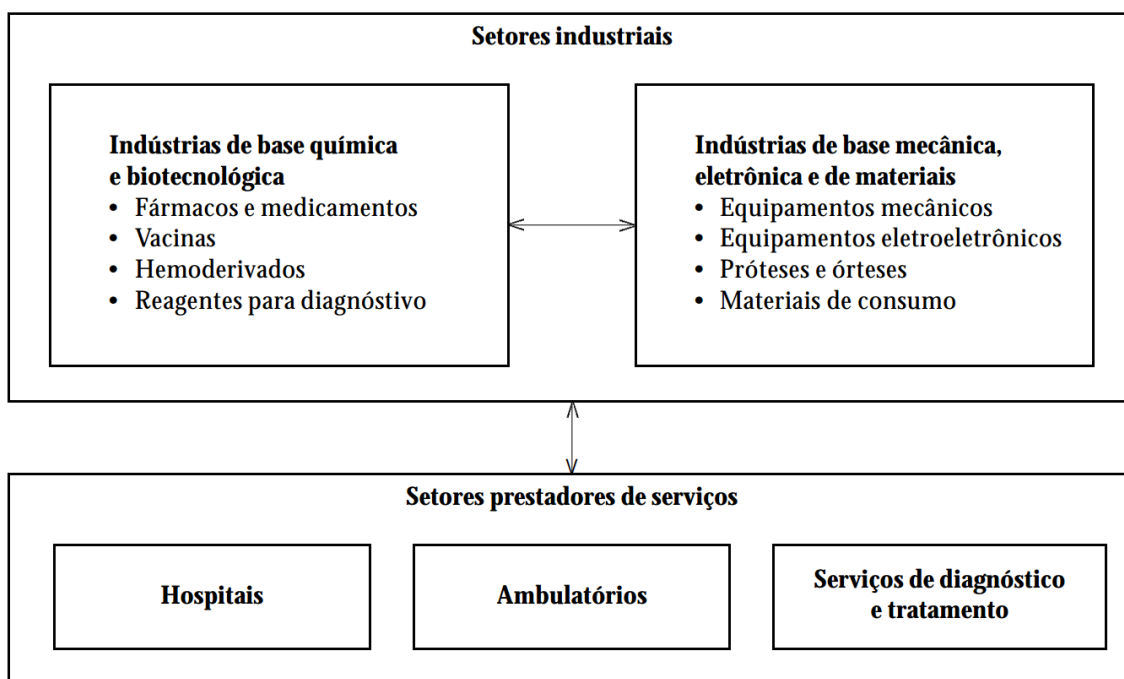 Setores industriais
Indústrias de base química
e biotecnológica
• Fármacos e medicamentos
• Vacinas
• Hemoderivados
• Reagentes para diagnóstivo
Indústrias de base mecânica,
eletrônica e de materiais
• Equipamentos mecânicos
• Equipamentos eletroeletrônicos
• Próteses e órteses
• Materiais de consumo
Setores prestadores de serviços
Hospitais
Ambulatórios
Serviços de diagnóstico
e tratamento